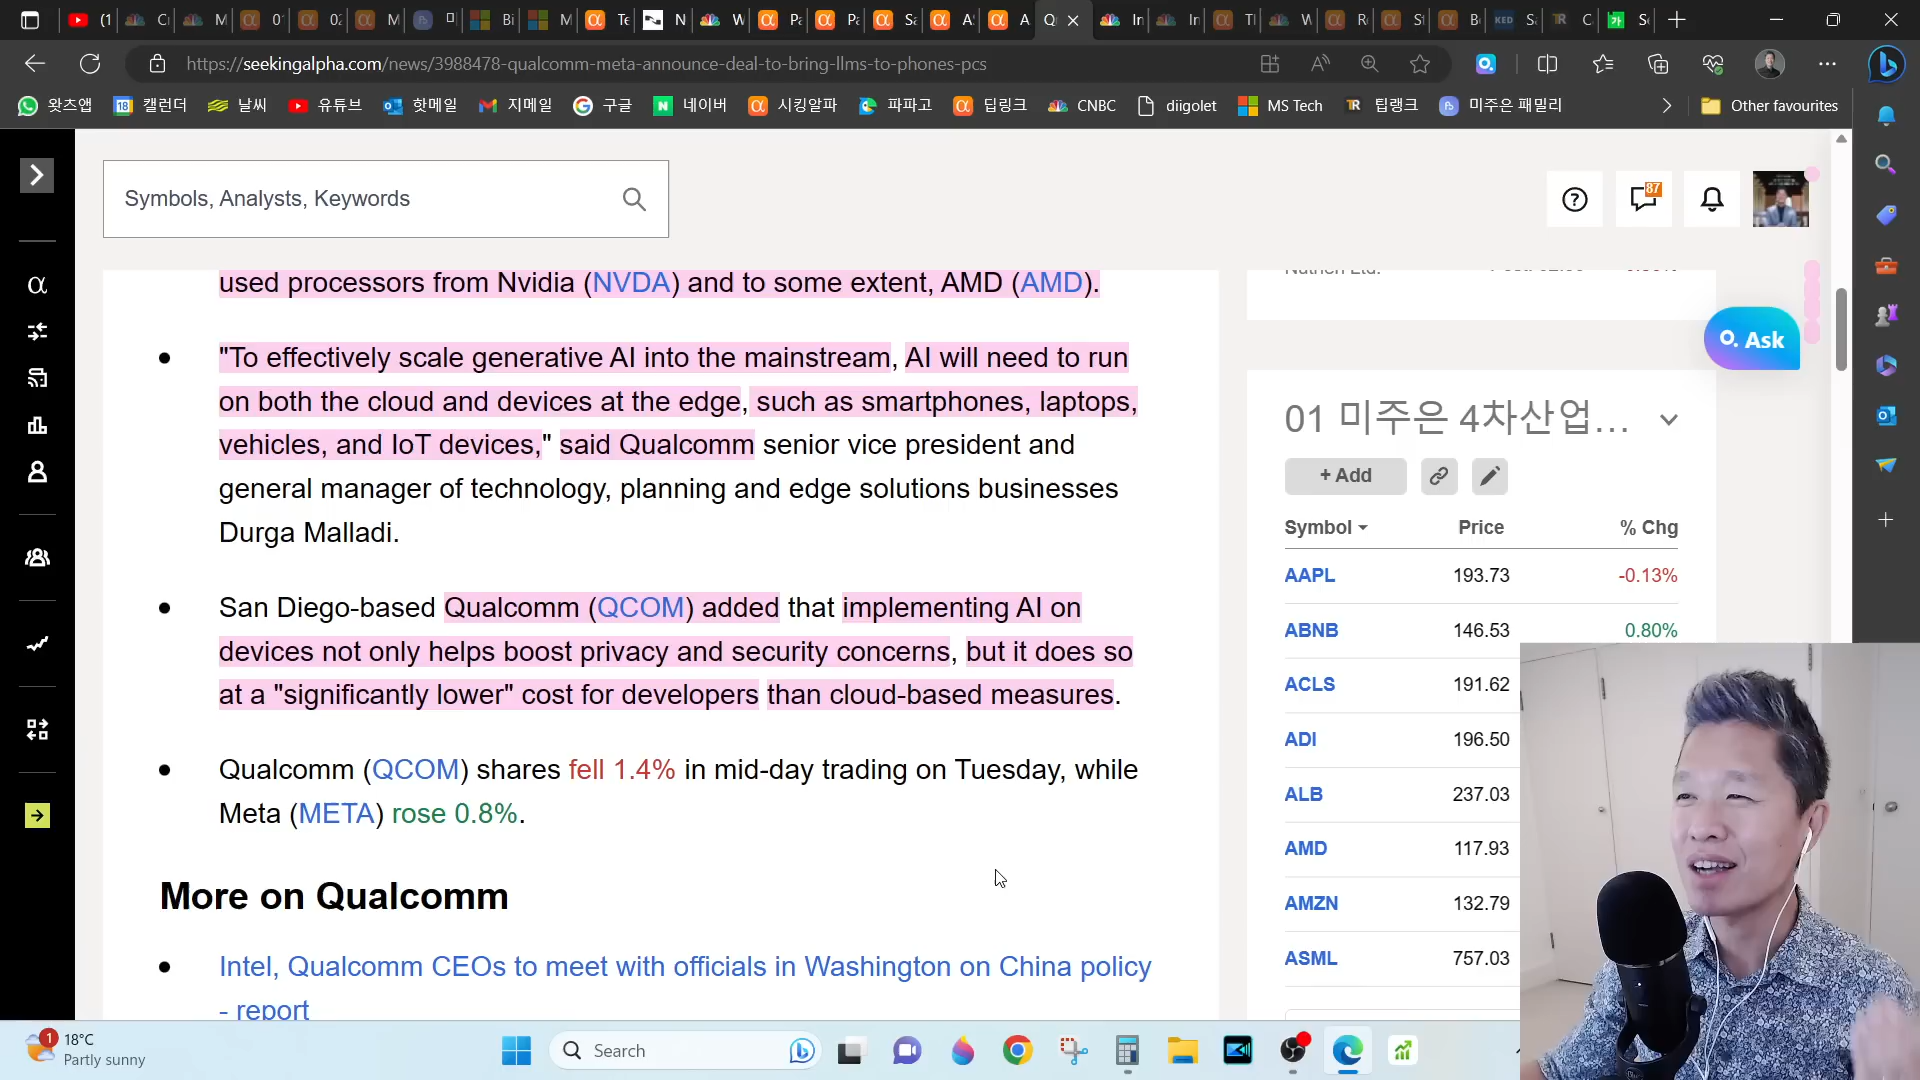 (1
https://seekingalpha.com/news/3988478-qualcomm-meta-announce-deal-to-bring-llms-to-phones-pcs
왓츠앱
18 캘린더
날씨
유튜브
핫메일
지메일
구글
네이버
시킹알파
파파고
딥링크
CNBC
diigolet
MS Tech
팁랭크
미주은 패밀리
Other favourites
Symbols, Analysts, Keywords
87
used processors from Nvidia (NVDA) and to some extent, AMD (AMD).
"To effectively scale generative AI into the mainstream, AI will need to run
on both the cloud and devices at the edge, such as smartphones, laptops,
vehicles, and IoT devices," said Qualcomm senior vice president and
general manager of technology, planning and edge solutions businesses
Durga Malladi.
San Diego-based Qualcomm (QCOM) added that implementing AI on
devices not only helps boost privacy and security concerns, but it does so
at a "significantly lower" cost for developers than cloud-based measures.
Qualcomm (QCOM) shares fell 1.4% in mid-day trading on Tuesday, while
Meta (META) rose 0.8%.
More on Qualcomm
Intel, Qualcomm CEOs to meet with officials in Washington on China policy
- report
Ask
01 미주은 4차산업...
+ Add
Symbol Price % Chg
AAPL 193.73 -0.13%
ABNB 146.53 0.80%
ACLS 191.62
ADI 196.50
ALB 237.03
AMD 117.93
AMZN 132.79
ASML 757.03
1
18°C
Partly sunny
Search